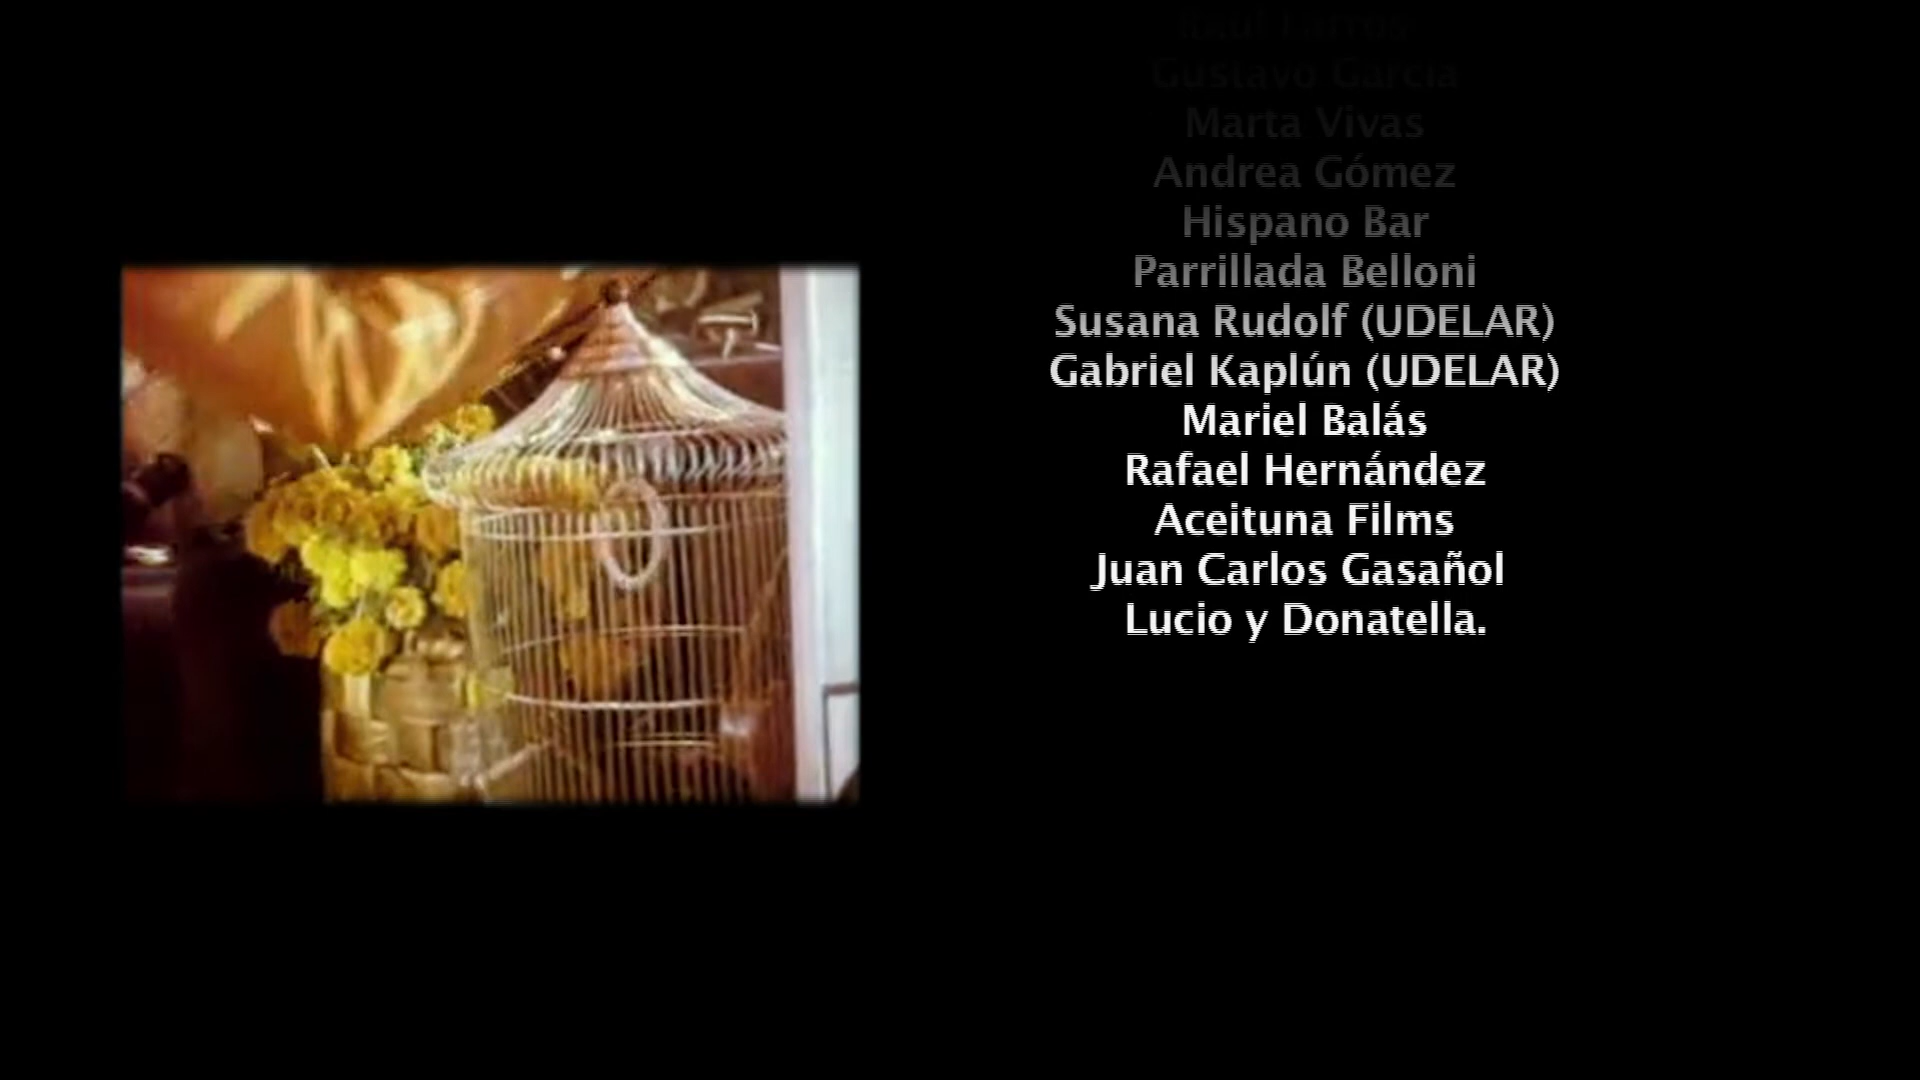 Gustavo García
Marta Vivas
Andrea Gómez
Hispano Bar
Parrillada Belloni
Susana Rudolf (UDELAR)
Gabriel Kaplún (UDELAR)
Mariel Balás
Rafael Hernández
Aceituna Films
Juan Carlos Gasañol
Lucio y Donatella.